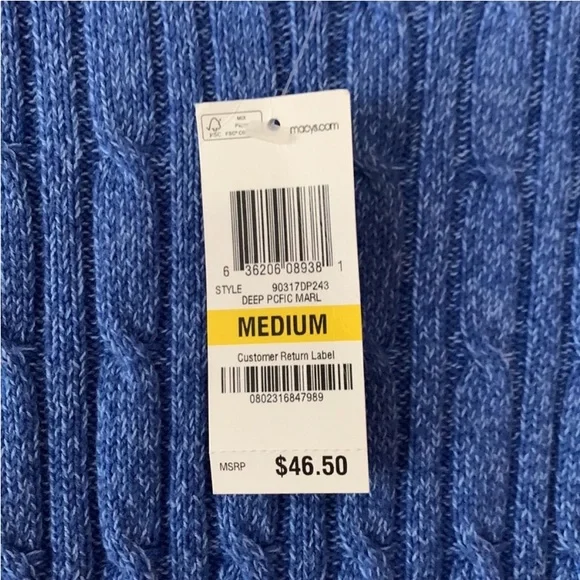 FSC
macys.com
6 36206 08938 1
STYLE 90317DP243
DEEP PCFIC MARL
MEDIUM
Customer Return Label
0802316847989
MSRP $46.50